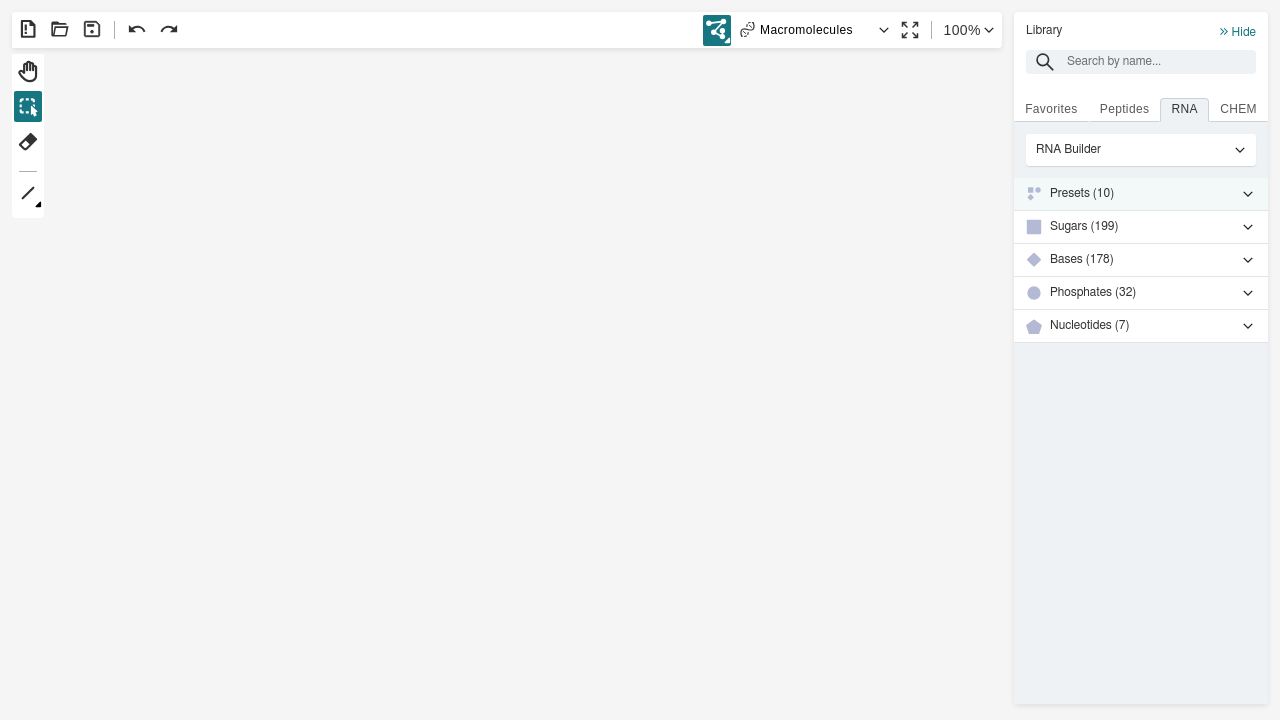 Macromolecules
100%
Library
Hide
Search by name...
Favorites
Peptides
RNA
CHEM
RNA Builder
Presets (10)
Sugars (199)
Bases (178)
Phosphates (32)
Nucleotides (7)